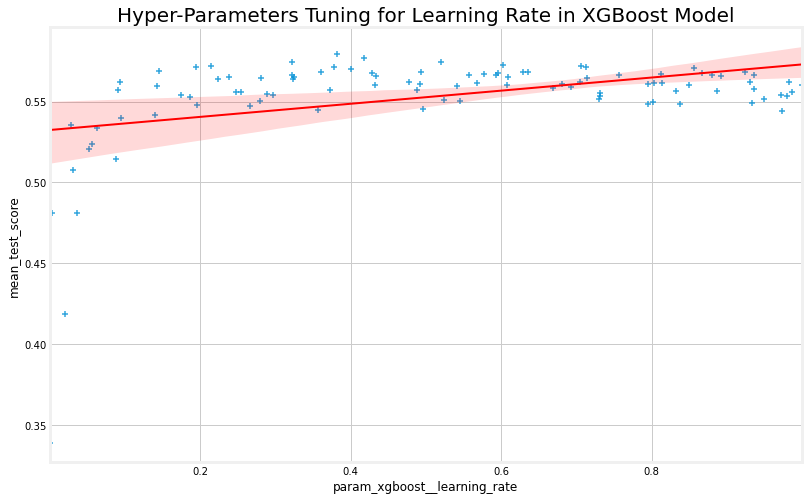 Hyper-Parameters Tuning for Learning Rate in XGBoost Model
mean_test_score
0.55
0.50
0.45
0.40
0.35
0.2 0.4 0.6 0.8
param_xgboost__learning_rate